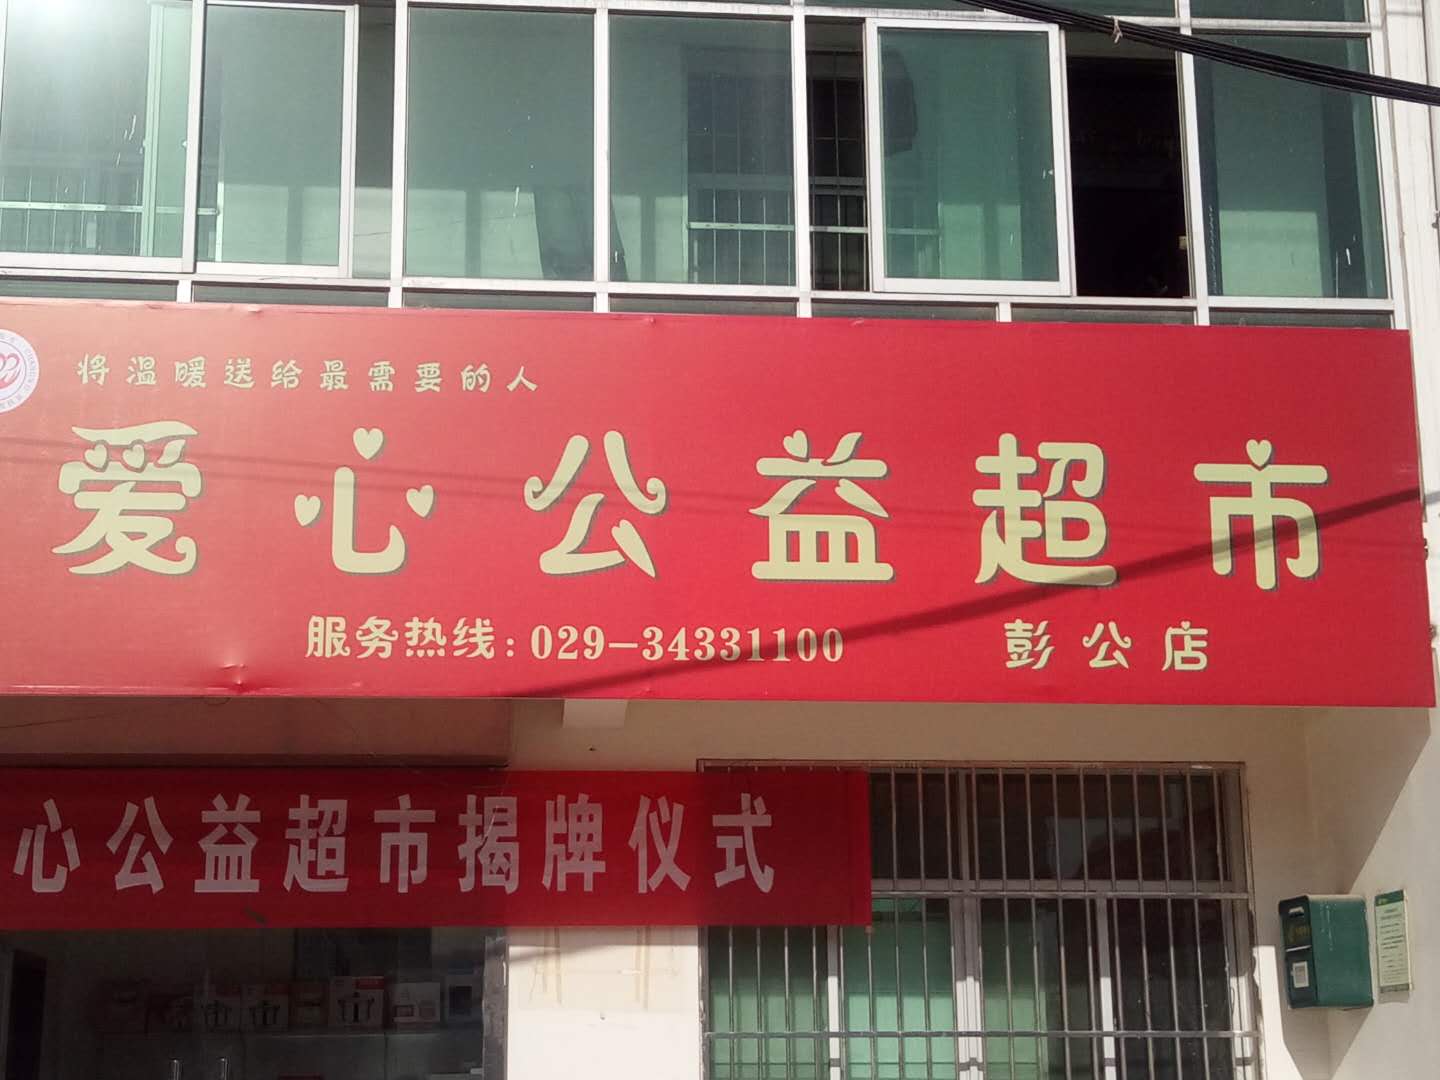 将温暖送给最需要的人
爱心公益超市
服务热线：029-34331100
彭公店
心公益超市揭牌仪式